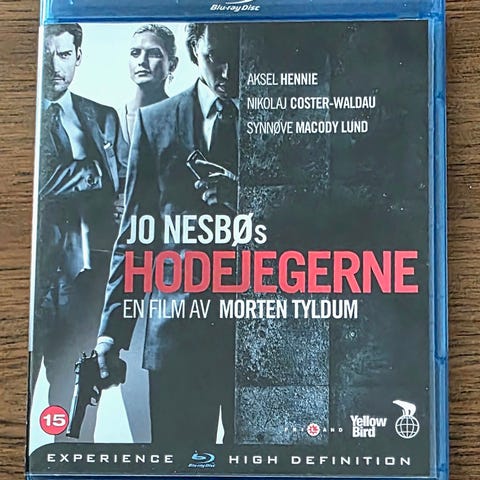 Blu-ray Disc
AKSEL HENNIE
NIKOLAJ COSTER-WALDAU
SYNNØVE MACODY LUND
JO NESBØs
HODEJEGERNE
EN FILM AV MORTEN TYLDUM
15
FRILAND
Yellow
Bird
EXPERIENCE Blu-ray Disc HIGH DEFINITION